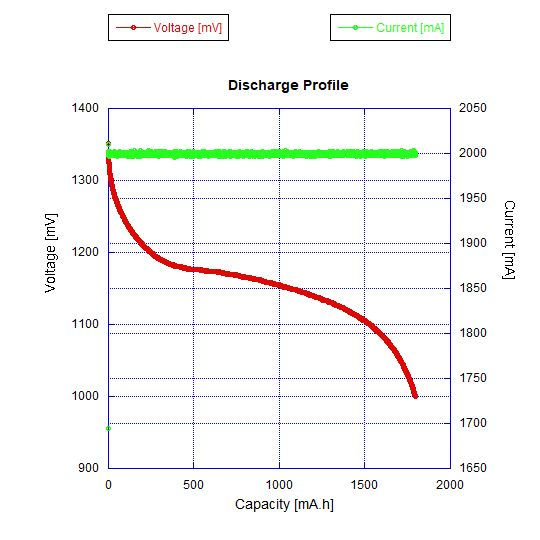 Voltage [mV] Current [mA]
Discharge Profile
1400 2050
2000
1300 1950
1200 1900
1850
1100 1800
1000 1750
1700
900 1650
0 500 1000 1500 2000
Capacity [mA.h]
Voltage [mV]
Current [mA]